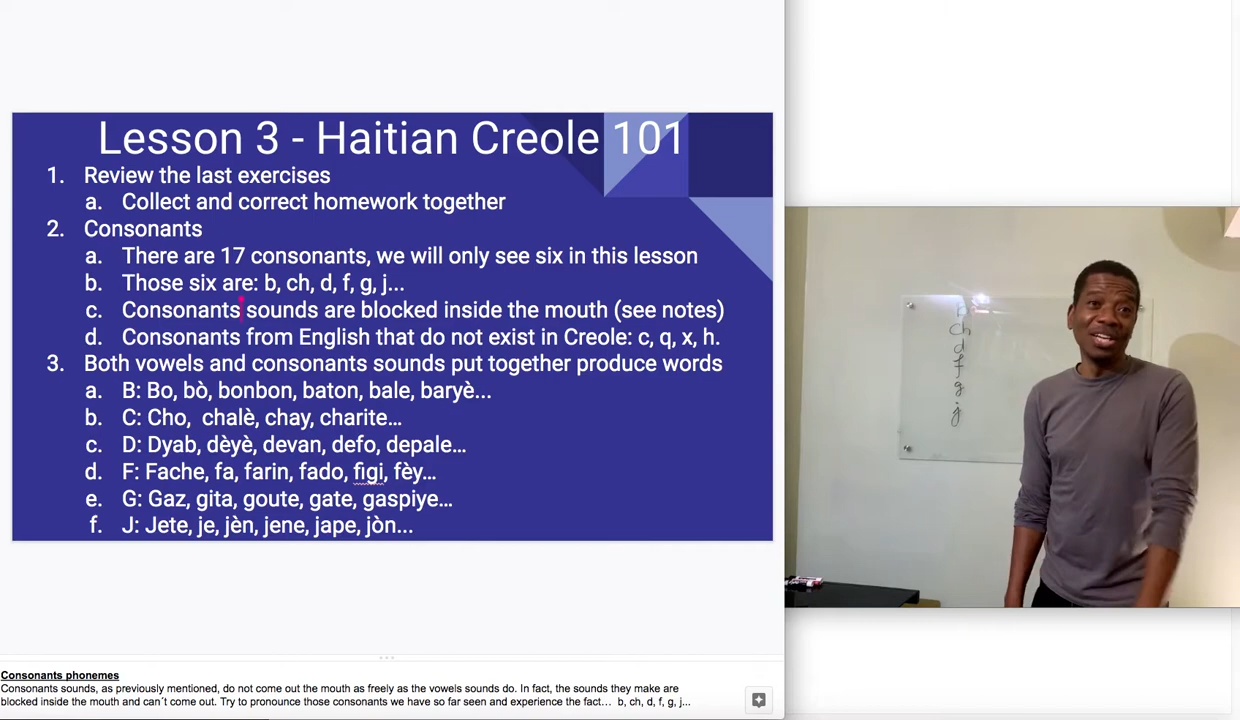 Lesson 3 - Haitian Creole 101
1. Review the last exercises
a. Collect and correct homework together
2. Consonants
a. There are 17 consonants, we will only see six in this lesson
b. Those six are: b, ch, d, f, g, j...
c. Consonants sounds are blocked inside the mouth (see notes)
d. Consonants from English that do not exist in Creole: c, q, x, h.
3. Both vowels and consonants sounds put together produce words
a. B: Bo, bò, bonbon, baton, bale, baryè...
b. C: Cho, chalè, chay, charite...
c. D: Dyab, dèyè, devan, defo, depale...
d. F: Fache, fa, farin, fado, figi, fèy...
e. G: Gaz, gita, goute, gate, gaspiye...
f. J: Jete, je, jèn, jene, jape, jòn...
b
ch
d
f
g
j
Consonants phonemes
Consonants sounds, as previously mentioned, do not come out the mouth as freely as the vowels sounds do. In fact, the sounds they make are
blocked inside the mouth and can´t come out. Try to pronounce those consonants we have so far seen and experience the fact... b, ch, d, f, g, j...